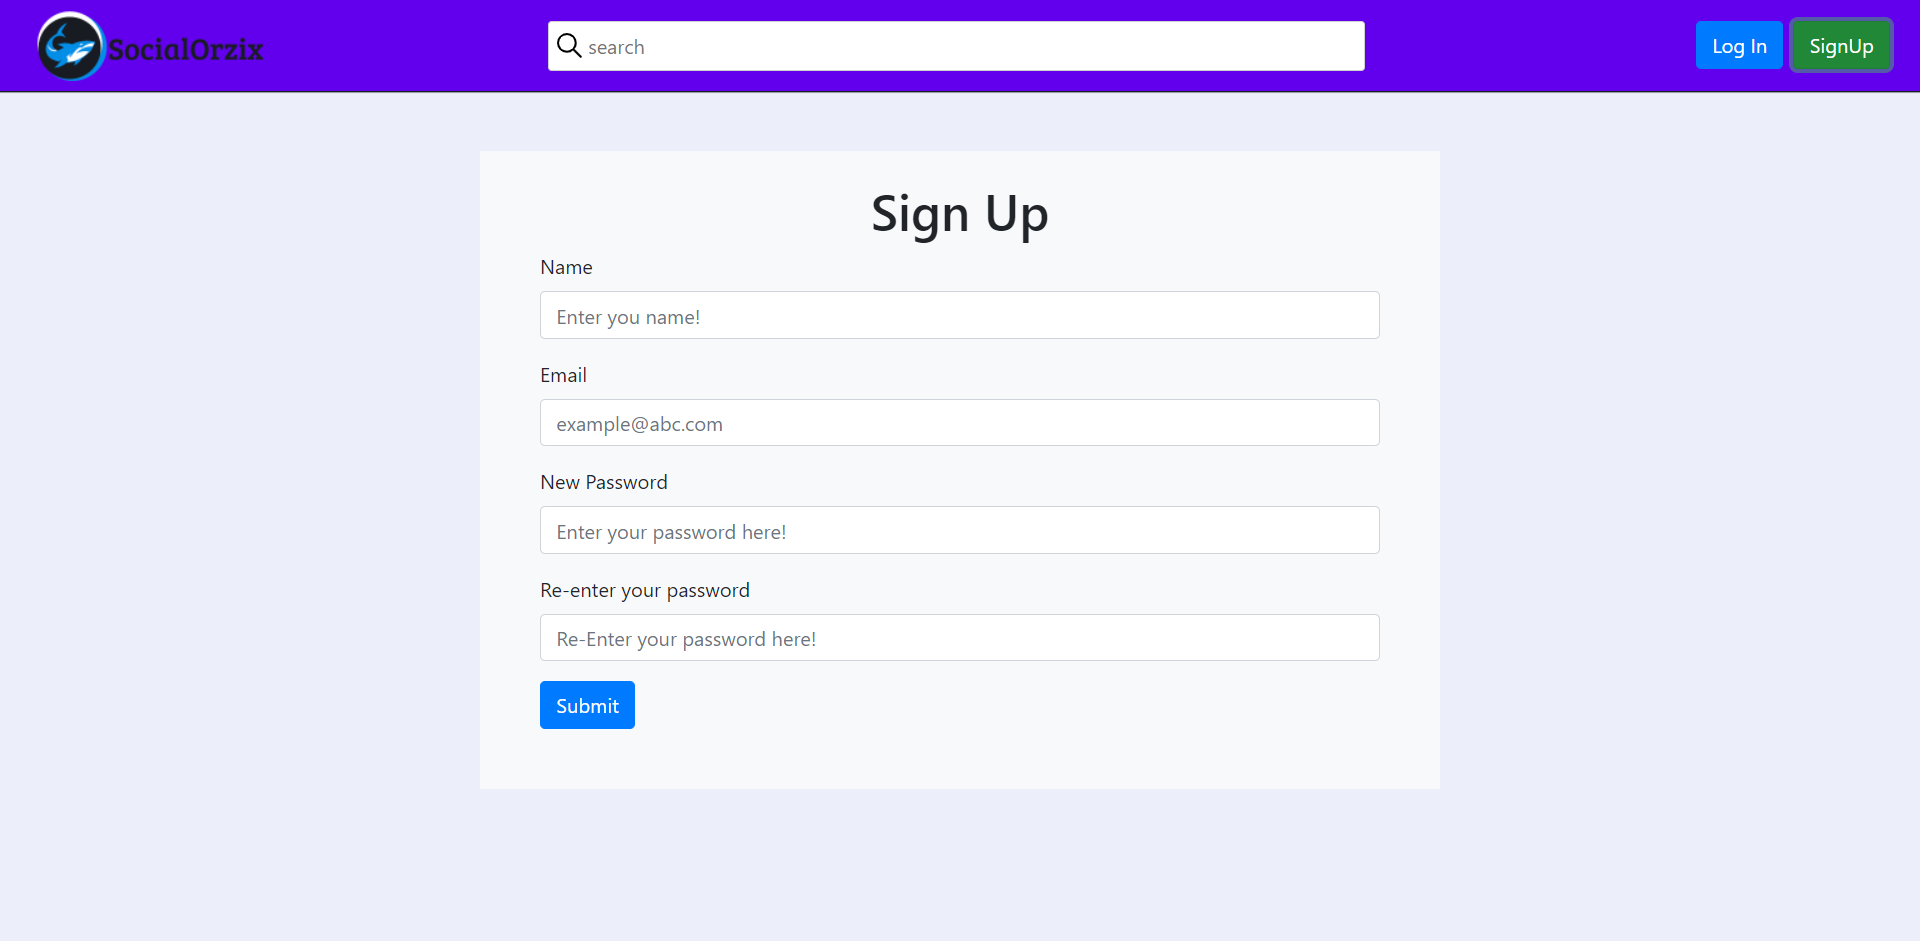 SocialOrzix
search
Log In
SignUp
Sign Up
Name
Enter you name!
Email
example@abc.com
New Password
Enter your password here!
Re-enter your password
Re-Enter your password here!
Submit